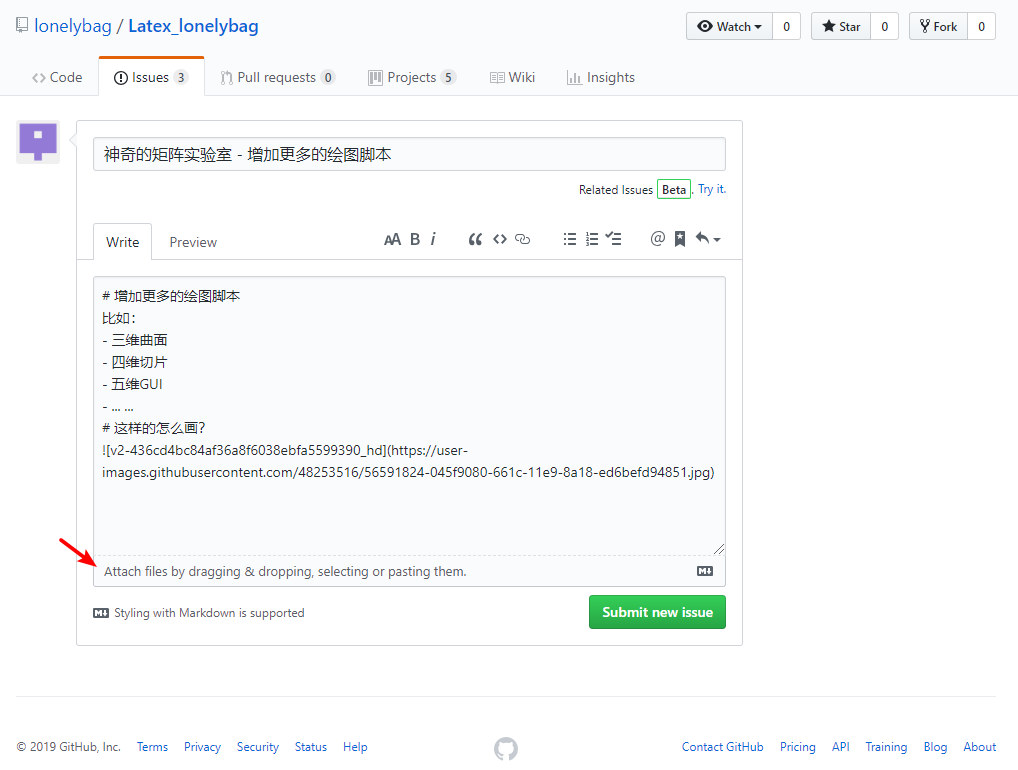 lonelybag / Latex_lonelybag
Watch 0 Star 0 Fork 0
Code Issues 3 Pull requests 0 Projects 5 Wiki Insights
神奇的矩阵实验室 - 增加更多的绘图脚本
Related Issues Beta . Try it.
Write Preview AA B i @
# 增加更多的绘图脚本
比如：
- 三维曲面
- 四维切片
- 五维GUI
- ... ...
# 这样的怎么画？
![v2-436cd4bc84af36a8f6038ebfa5599390_hd](https://user-
images.githubusercontent.com/48253516/56591824-045f9080-661c-11e9-8a18-ed6befd94851.jpg)
Attach files by dragging & dropping, selecting or pasting them.
Styling with Markdown is supported Submit new issue
© 2019 GitHub, Inc. Terms Privacy Security Status Help Contact GitHub Pricing API Training Blog About